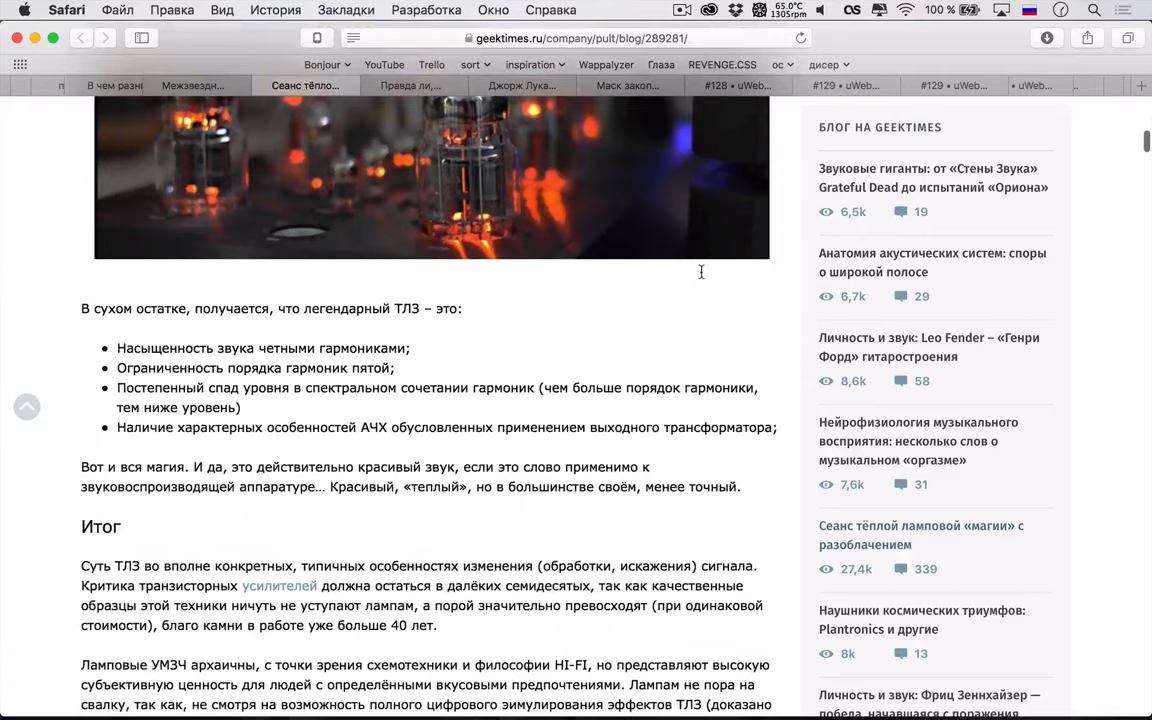 Safari Файл Правка Вид История Закладки Разработка Окно Справка 65.0°C 1305rpm 100 %
geektimes.ru/company/pult/blog/289281/
Bonjour YouTube Trello sort inspiration Wappalyzer Глаза REVENGE.CSS ос дисер
п В чем разн Межзвездн... Сеанс тёпло... Правда ли,... Джорж Лука... Маск закоп... #128 • uWeb... #129 • uWeb... #129 • uWeb... • uWeb...
БЛОГ НА GEEKTIMES
Звуковые гиганты: от «Стены Звука»
Grateful Dead до испытаний «Ориона»
6,5k 19
Анатомия акустических систем: споры
о широкой полосе
6,7k 29
Личность и звук: Leo Fender – «Генри
Форд» гитаростроения
8,6k 58
Нейрофизиология музыкального
восприятия: несколько слов о
музыкальном «оргазме»
7,6k 31
Сеанс тёплой ламповой «магии» с
разоблачением
27,4k 339
Наушники космических триумфов:
Plantronics и другие
8k 13
Личность и звук: Фриц Зеннхайзер —
победа, начавшаяся с поражения
В сухом остатке, получается, что легендарный ТЛЗ – это:
Насыщенность звука четными гармониками;
Ограниченность порядка гармоник пятой;
Постепенный спад уровня в спектральном сочетании гармоник (чем больше порядок гармоники,
тем ниже уровень)
Наличие характерных особенностей АЧХ обусловленных применением выходного трансформатора;
Вот и вся магия. И да, это действительно красивый звук, если это слово применимо к
звуковоспроизводящей аппаратуре... Красивый, «теплый», но в большинстве своём, менее точный.
Итог
Суть ТЛЗ во вполне конкретных, типичных особенностях изменения (обработки, искажения) сигнала.
Критика транзисторных усилителей должна остаться в далёких семидесятых, так как качественные
образцы этой техники ничуть не уступают лампам, а порой значительно превосходят (при одинаковой
стоимости), благо камни в работе уже больше 40 лет.
Ламповые УМЗЧ архаичны, с точки зрения схемотехники и философии HI-FI, но представляют высокую
субъективную ценность для людей с определёнными вкусовыми предпочтениями. Лампам не пора на
свалку, так как, не смотря на возможность полного цифрового эмулирования эффектов ТЛЗ (доказано